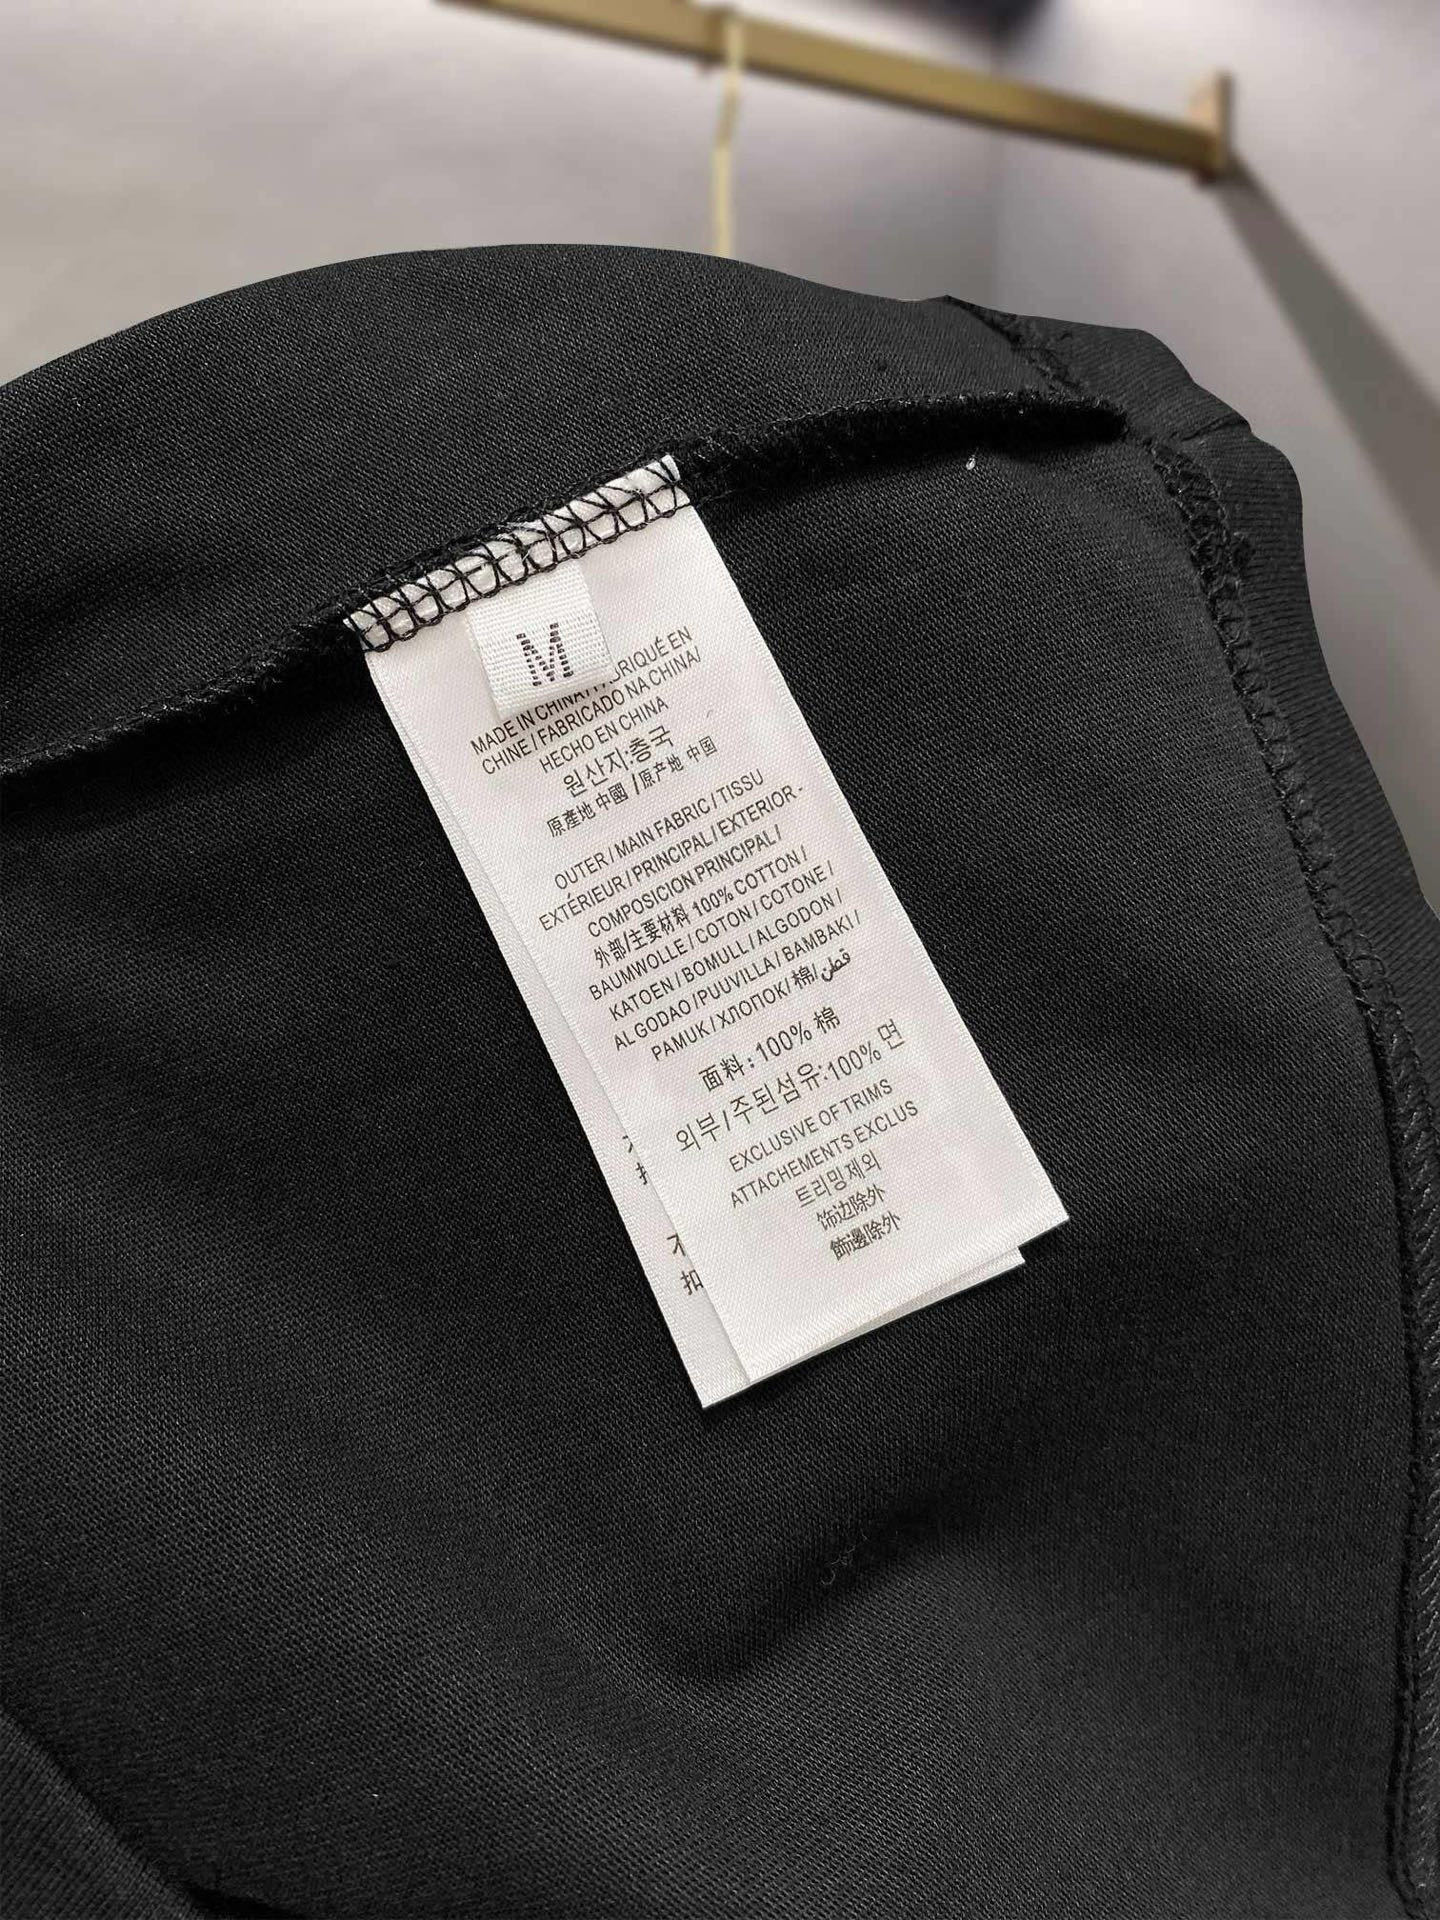 M
MADE IN CHINA / FABRIQUÉ EN
CHINE / FABRICADO NA CHINA/
HECHO EN CHINA
원산지:총국
原產地 中國 /原产地 中国
OUTER / MAIN FABRIC / TISSU
EXTÉRIEUR / PRINCIPAL / EXTERIOR -
COMPOSICION PRINCIPAL /
外部/主要材料 100% COTTON /
BAUMWOLLE / COTON / COTONE /
KATOEN / BOMULL / ALGODON /
ALGODAO / PUUVILLA / BAMBAKI /
PAMUK / ХЛОПОК/ 棉/ قطن
面料: 100% 棉
외부/주된섬유:100% 면
EXCLUSIVE OF TRIMS
ATTACHEMENTS EXCLUS
트리밍제외
饰边除外
飾邊除外